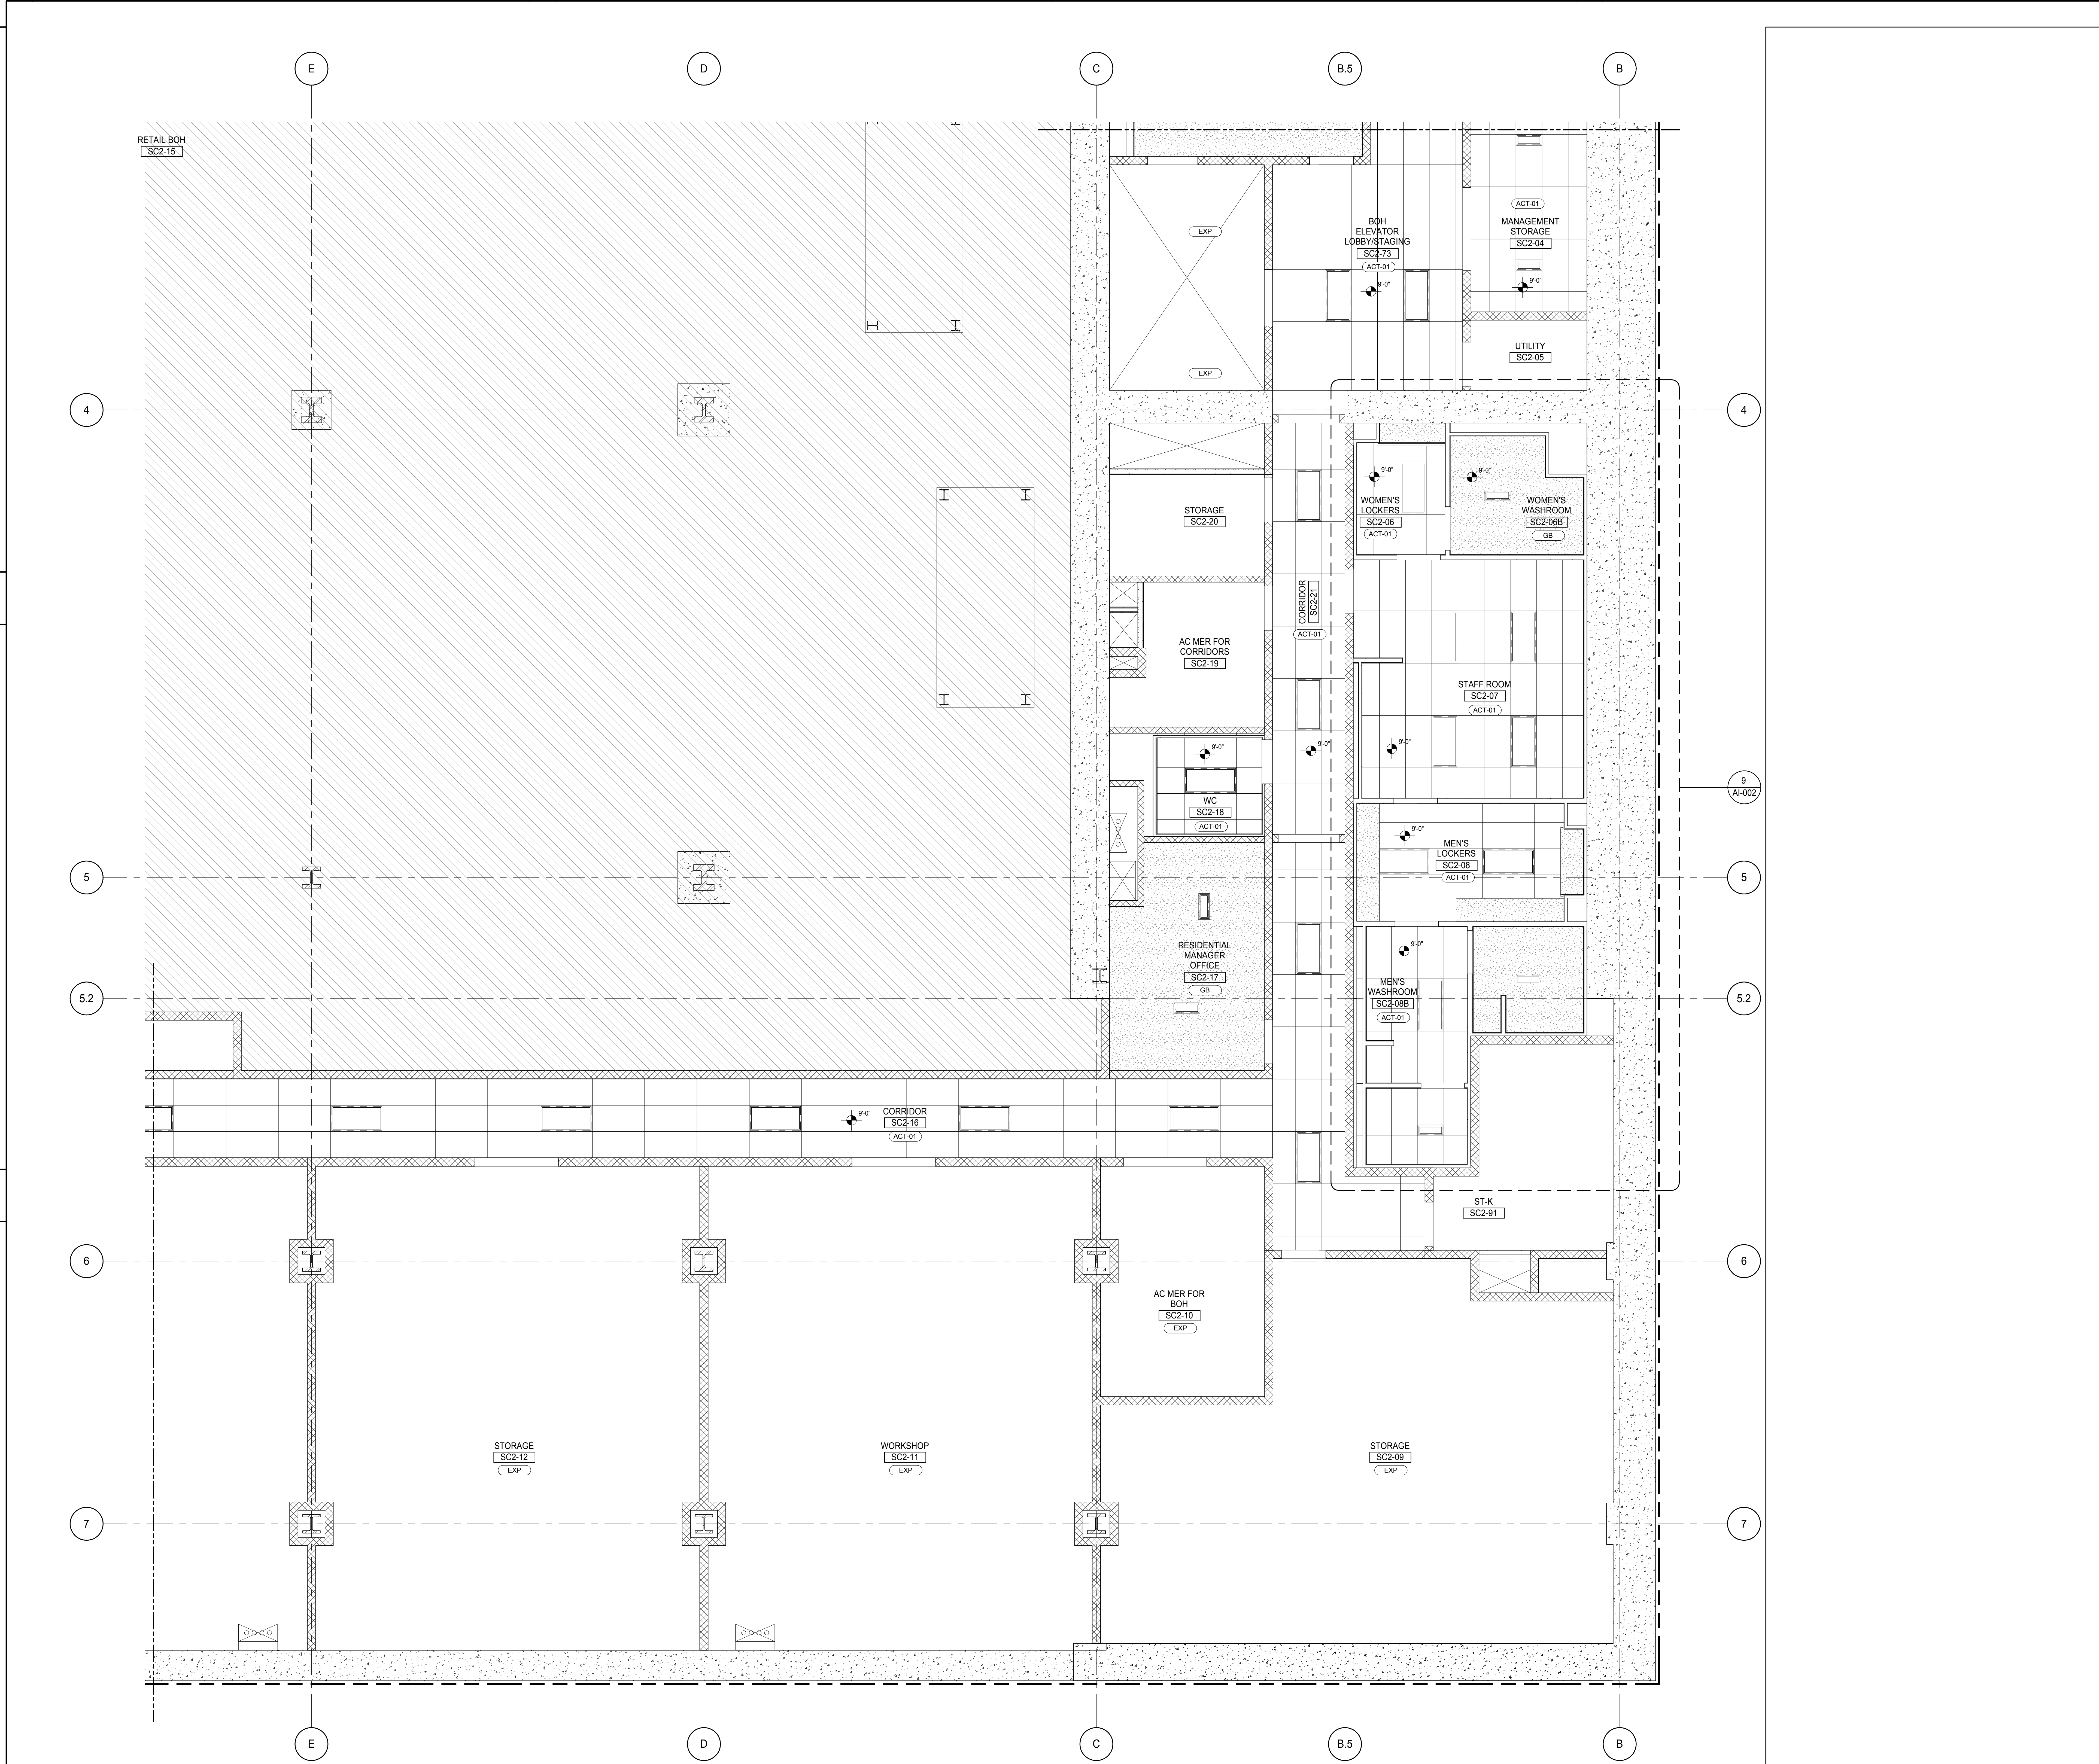 E
D
C
B.5
B
RETAIL BOH
SC2-15
EXP
EXP
BOH
ELEVATOR
LOBBY/STAGING
SC2-73
ACT-01
9'-0"
ACT-01
MANAGEMENT
STORAGE
SC2-04
9'-0"
UTILITY
SC2-05
4
4
STORAGE
SC2-20
9'-0"
WOMEN'S
LOCKERS
SC2-06
ACT-01
9'-0"
WOMEN'S
WASHROOM
SC2-06B
GB
CORRIDOR
SC2-21
ACT-01
9'-0"
AC MER FOR
CORRIDORS
SC2-19
STAFF ROOM
SC2-07
ACT-01
9'-0"
9'-0"
WC
SC2-18
ACT-01
9
AI-002
9'-0"
MEN'S
LOCKERS
SC2-08
ACT-01
5
5
RESIDENTIAL
MANAGER
OFFICE
SC2-17
GB
9'-0"
MEN'S
WASHROOM
SC2-08B
ACT-01
5.2
5.2
9'-0"
CORRIDOR
SC2-16
ACT-01
ST-K
SC2-91
6
6
AC MER FOR
BOH
SC2-10
EXP
STORAGE
SC2-12
EXP
WORKSHOP
SC2-11
EXP
STORAGE
SC2-09
EXP
7
7
E
D
C
B.5
B